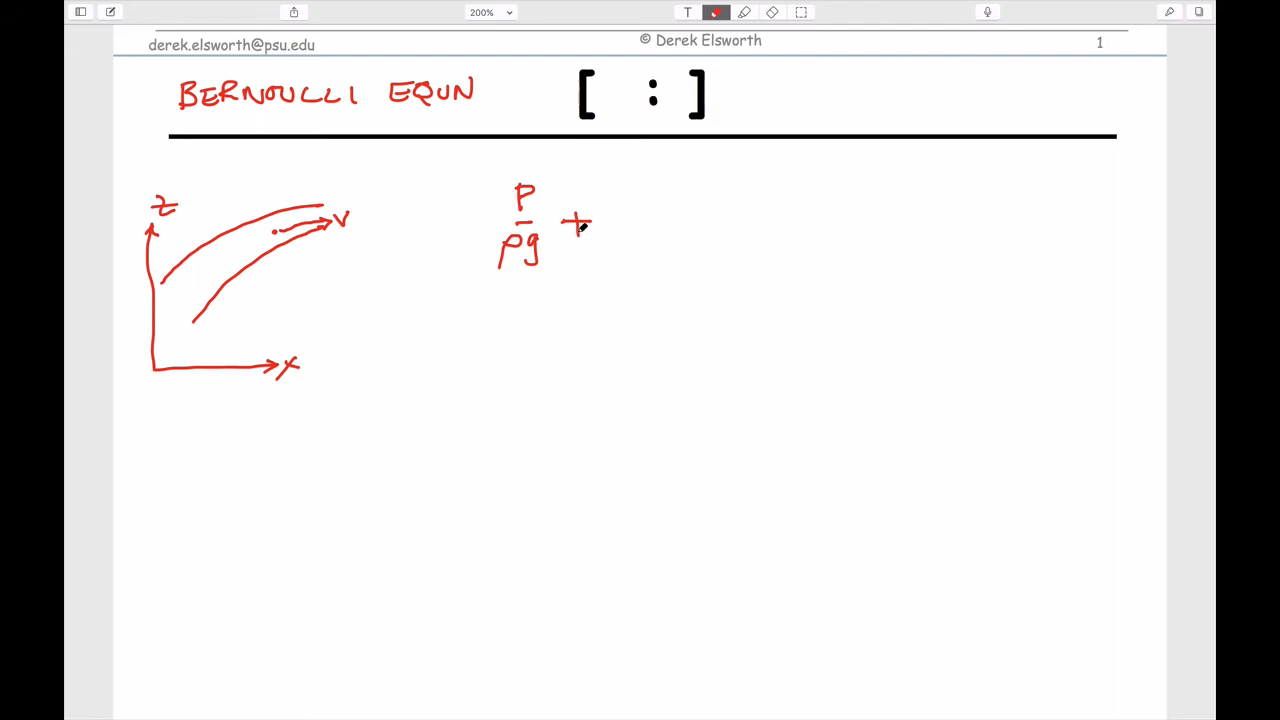 200%
T
derek.elsworth@psu.edu
© Derek Elsworth
1
BERNOULLI EQUN [ : ]
z
V
P
ρg +
x